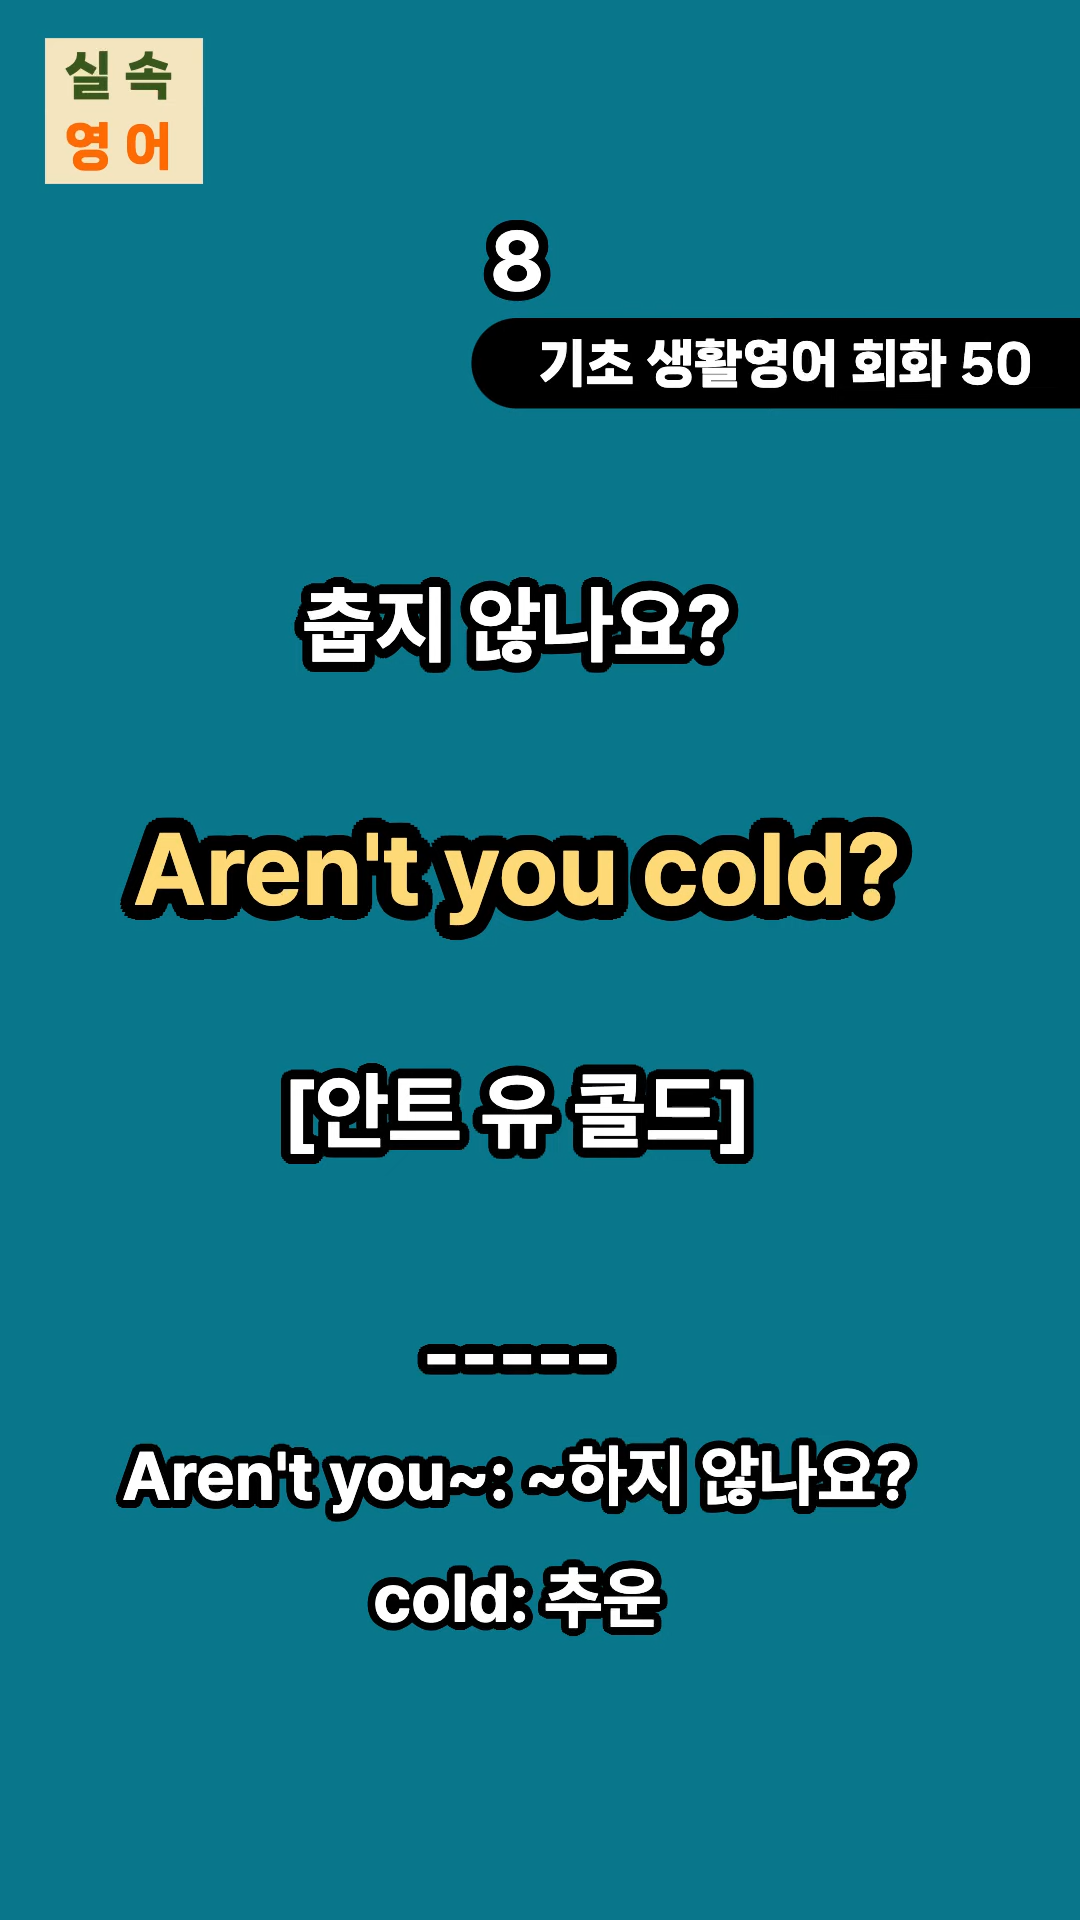 실속
영어
8
기초 생활영어 회화 50
춥지 않나요?
Aren't you cold?
[안트 유 콜드]
-----
Aren't you~: ~하지 않나요?
cold: 추운